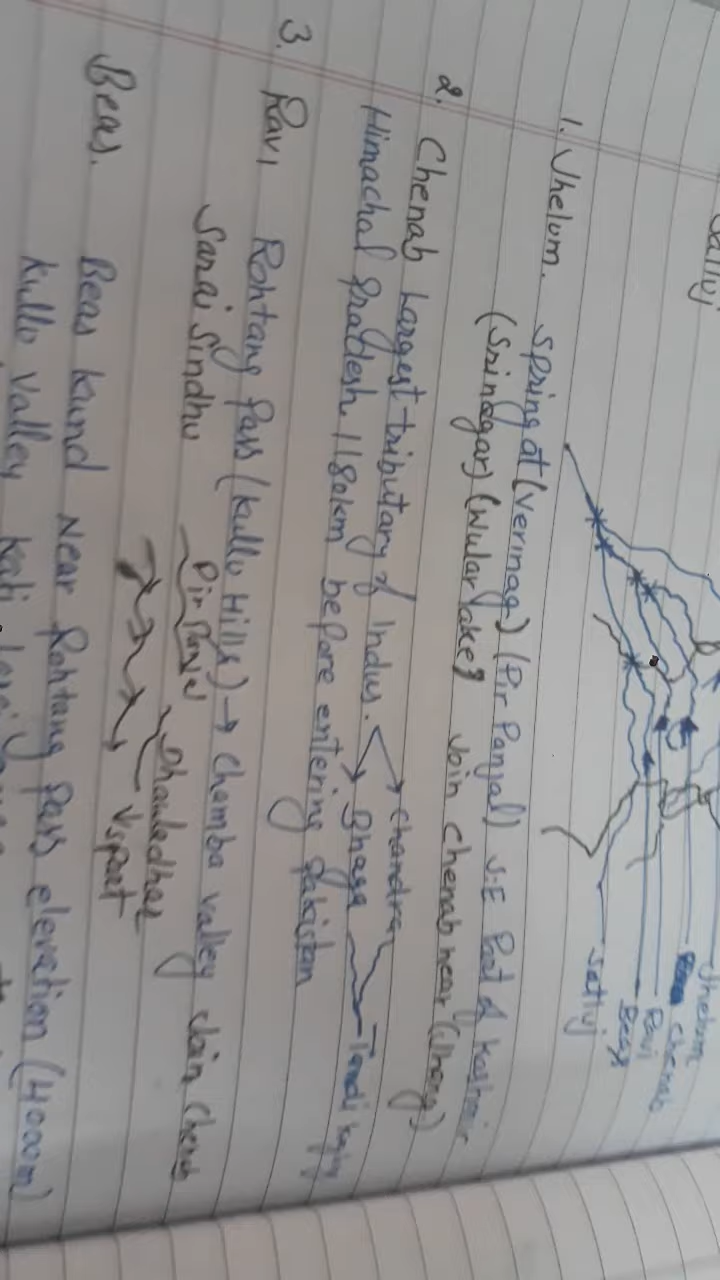 Satluj
Jhelum
Chenab
Ravi
Beas
Satluj
1. Jhelum. Spring at (Verinag) (Pir Panjal) S-E Part of Kashmir
(Srinagar) (Wular lake) Join Chenab near (Jhang)
2. Chenab Largest tributary of Indus. Chandra
Bhaga Tandi
Himachal Pradesh. 1180km before entering Pakistan
3. Ravi Rohtang Pass (Kullu Hills) → Chamba valley Join Chenab
Sarai Sindhu Pir Panjal Dhauladhar
Beas. Beas Kund Near Rohtang Pass elevation (4000m)
Kullu Valley Kati